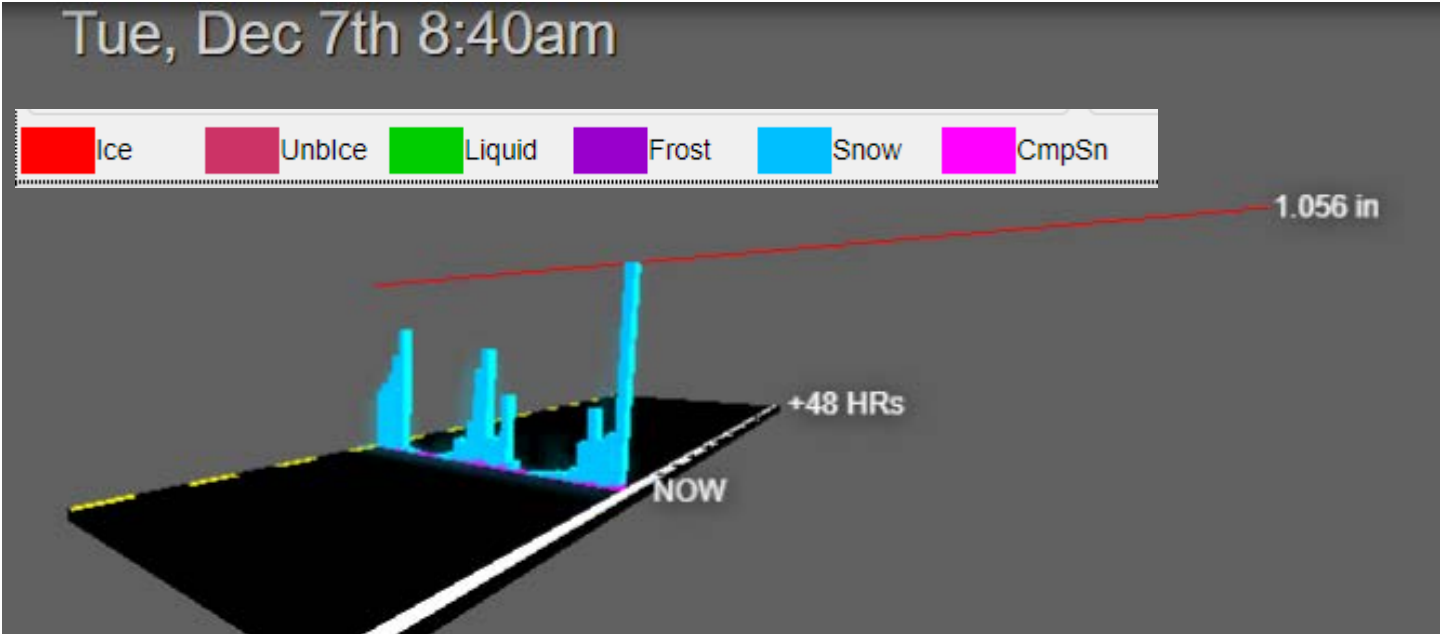 Tue, Dec 7th 8:40am
Ice UnbIce Liquid Frost Snow CmpSn
1.056 in
+48 HRs
NOW